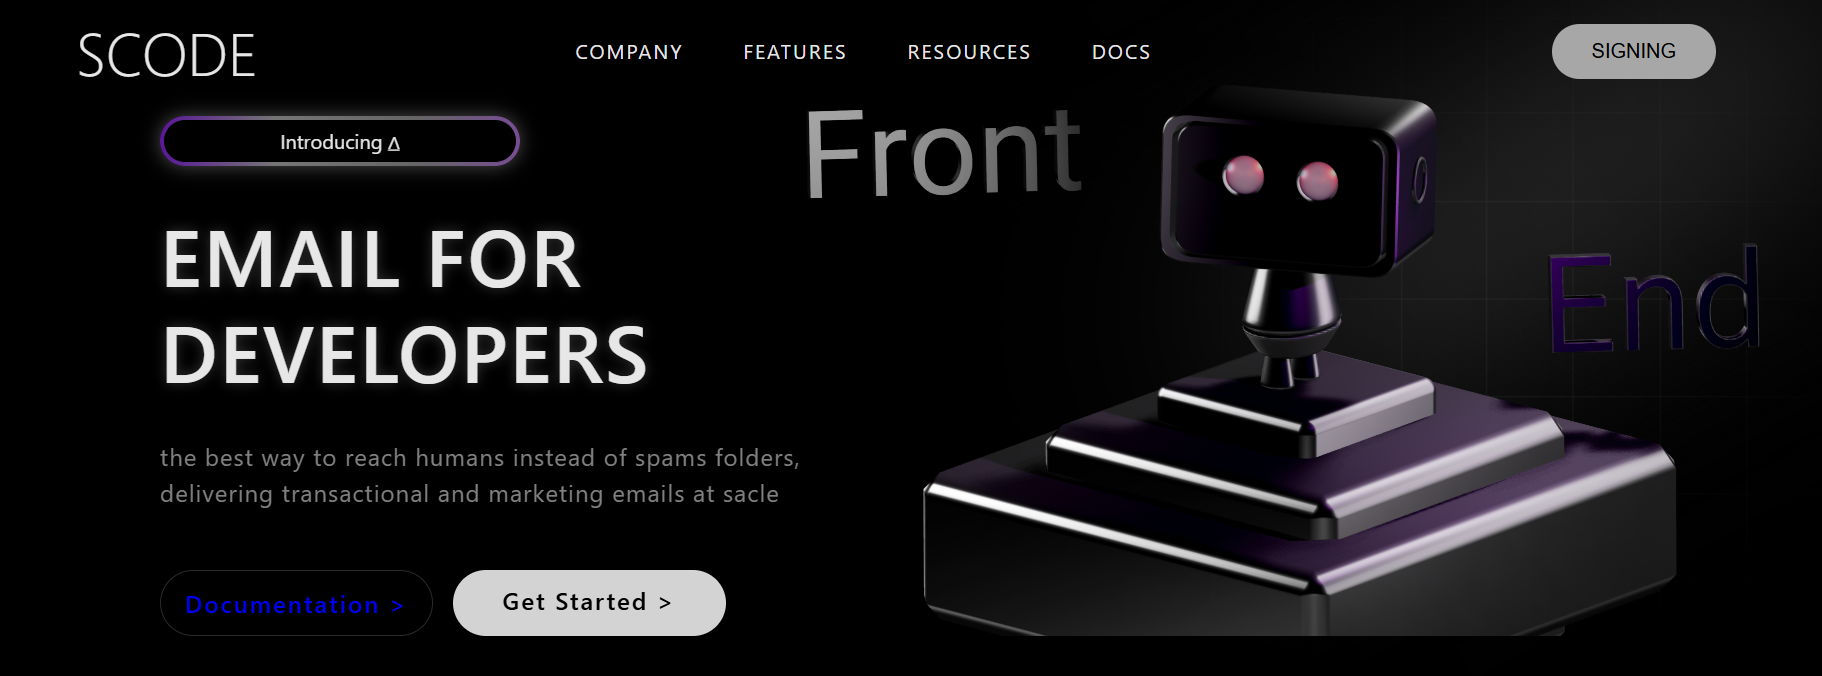 SCODE
COMPANY FEATURES RESOURCES DOCS
SIGNING
Introducing Δ
Front
End
EMAIL FOR
DEVELOPERS
the best way to reach humans instead of spams folders,
delivering transactional and marketing emails at sacle
Documentation >
Get Started >